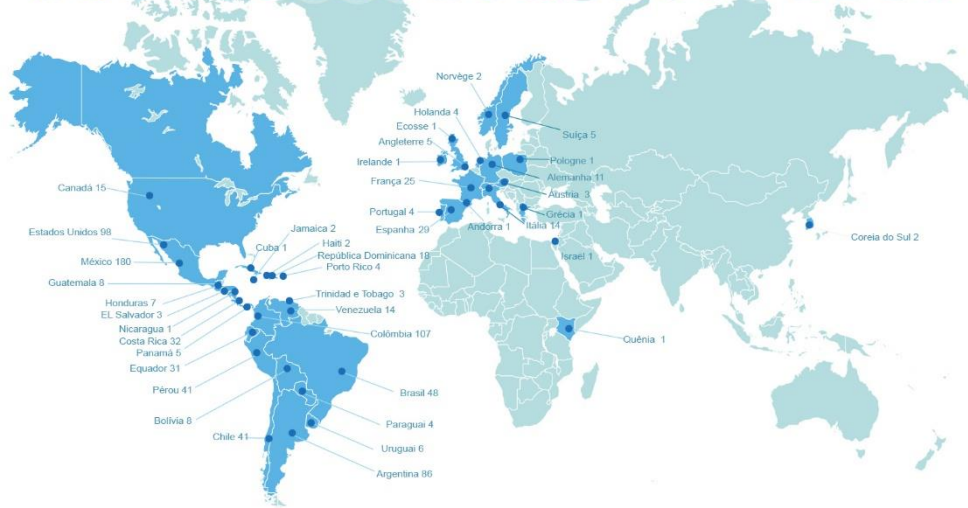 Norvège 2
Holanda 4
Ecosse 1
Angleterre 5
Suíça 5
Irelande 1
Pologne 1
Alemanha 11
França 25
Áustria 3
Portugal 4
Grécia 1
Espanha 29
Andorra 1
Itália 14
Canadá 15
Jamaica 2
Estados Unidos 98
Haiti 2
Cuba 1
República Dominicana 18
Israel 1
Coreia do Sul 2
México 180
Porto Rico 4
Guatemala 8
Trinidad e Tobago 3
Honduras 7
Venezuela 14
EL Salvador 3
Nicaragua 1
Colômbia 107
Costa Rica 32
Quênia 1
Panamá 5
Equador 31
Pérou 41
Brasil 48
Bolívia 8
Paraguai 4
Chile 41
Uruguai 6
Argentina 86